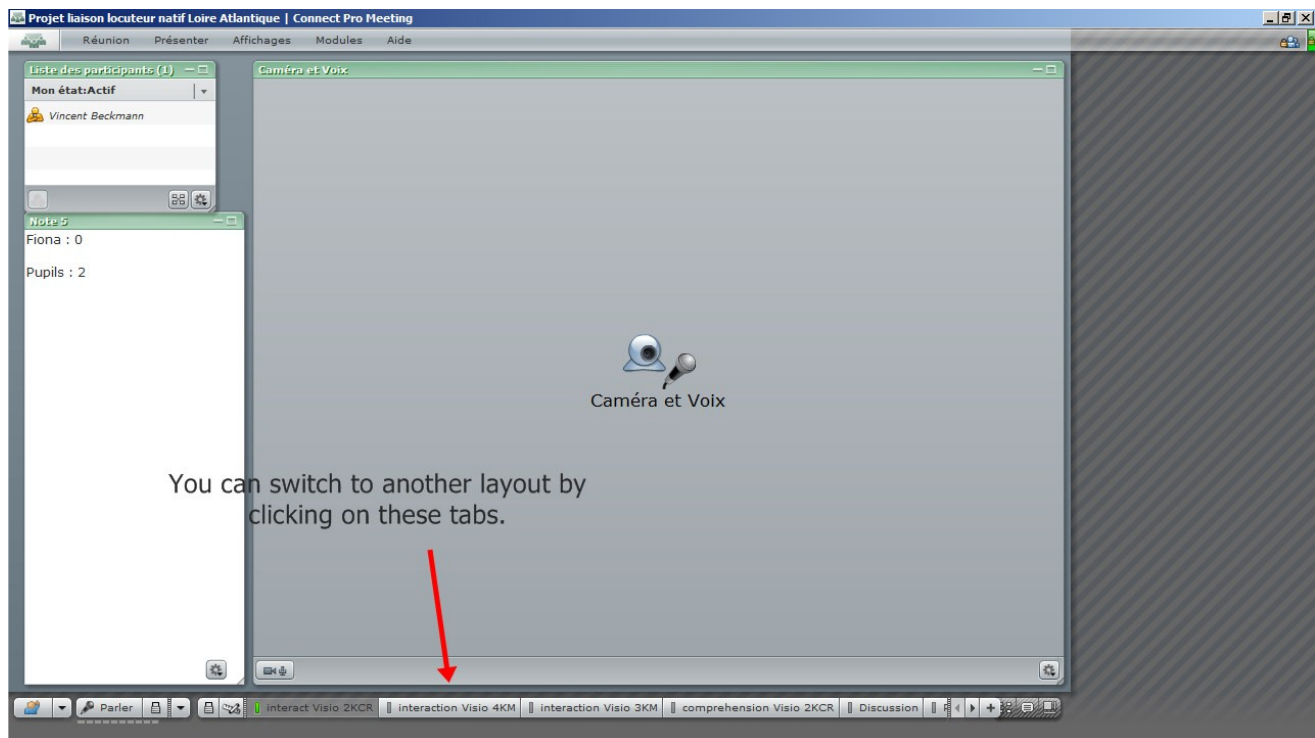 Projet liaison locuteur natif Loire Atlantique | Connect Pro Meeting
Réunion Présenter Affichages Modules Aide
Liste des participants (1)
Mon état:Actif
Vincent Beckmann
Note 5
Fiona : 0
Pupils : 2
Caméra et Voix
Caméra et Voix
You can switch to another layout by
clicking on these tabs.
Parler interact Visio 2KCR interaction Visio 4KM interaction Visio 3KM comprehension Visio 2KCR Discussion